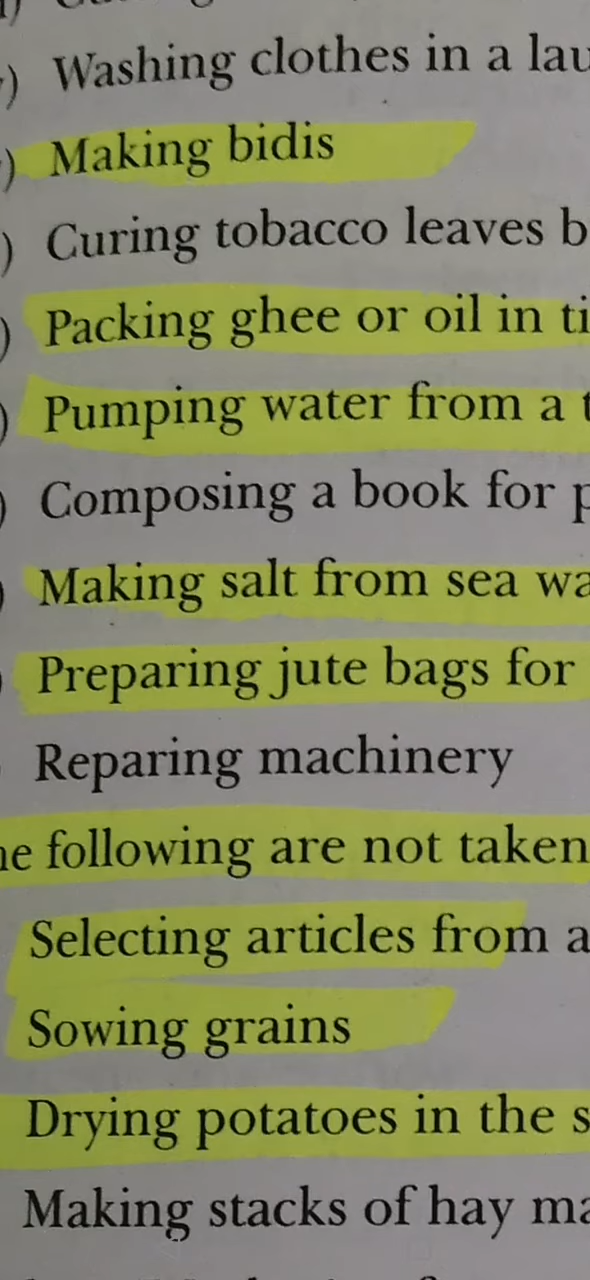 ) Washing clothes in a lau
) Making bidis
) Curing tobacco leaves b
) Packing ghee or oil in ti
) Pumping water from a t
) Composing a book for p
) Making salt from sea wa
) Preparing jute bags for
Reparing machinery
he following are not taken
Selecting articles from a
Sowing grains
Drying potatoes in the s
Making stacks of hay ma